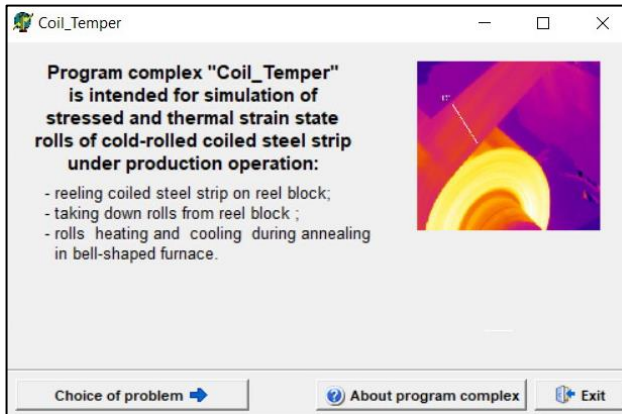 Coil_Temper
Program complex "Coil_Temper"
is intended for simulation of
stressed and thermal strain state
rolls of cold-rolled coiled steel strip
under production operation:
- reeling coiled steel strip on reel block;
- taking down rolls from reel block ;
- rolls heating and cooling during annealing
in bell-shaped furnace.
Choice of problem
About program complex
Exit